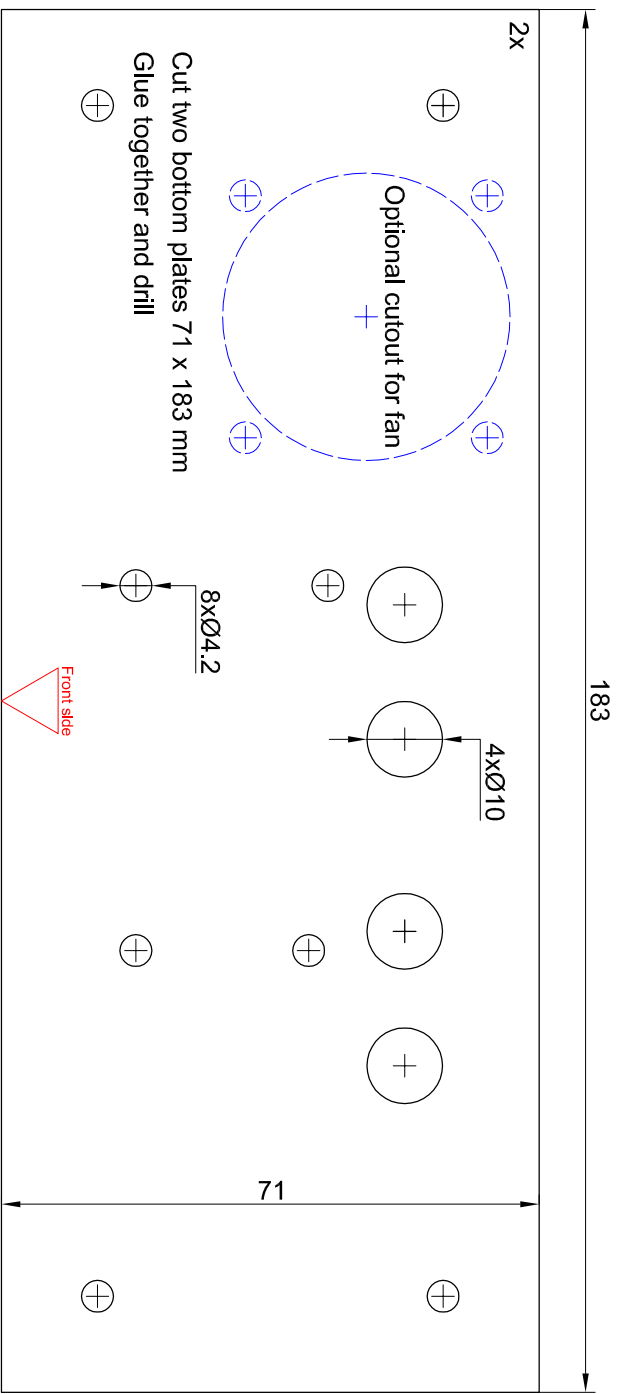 2x
183
Optional cutout for fan
Cut two bottom plates 71 x 183 mm
Glue together and drill
8xØ4.2
4xØ10
Front side
71